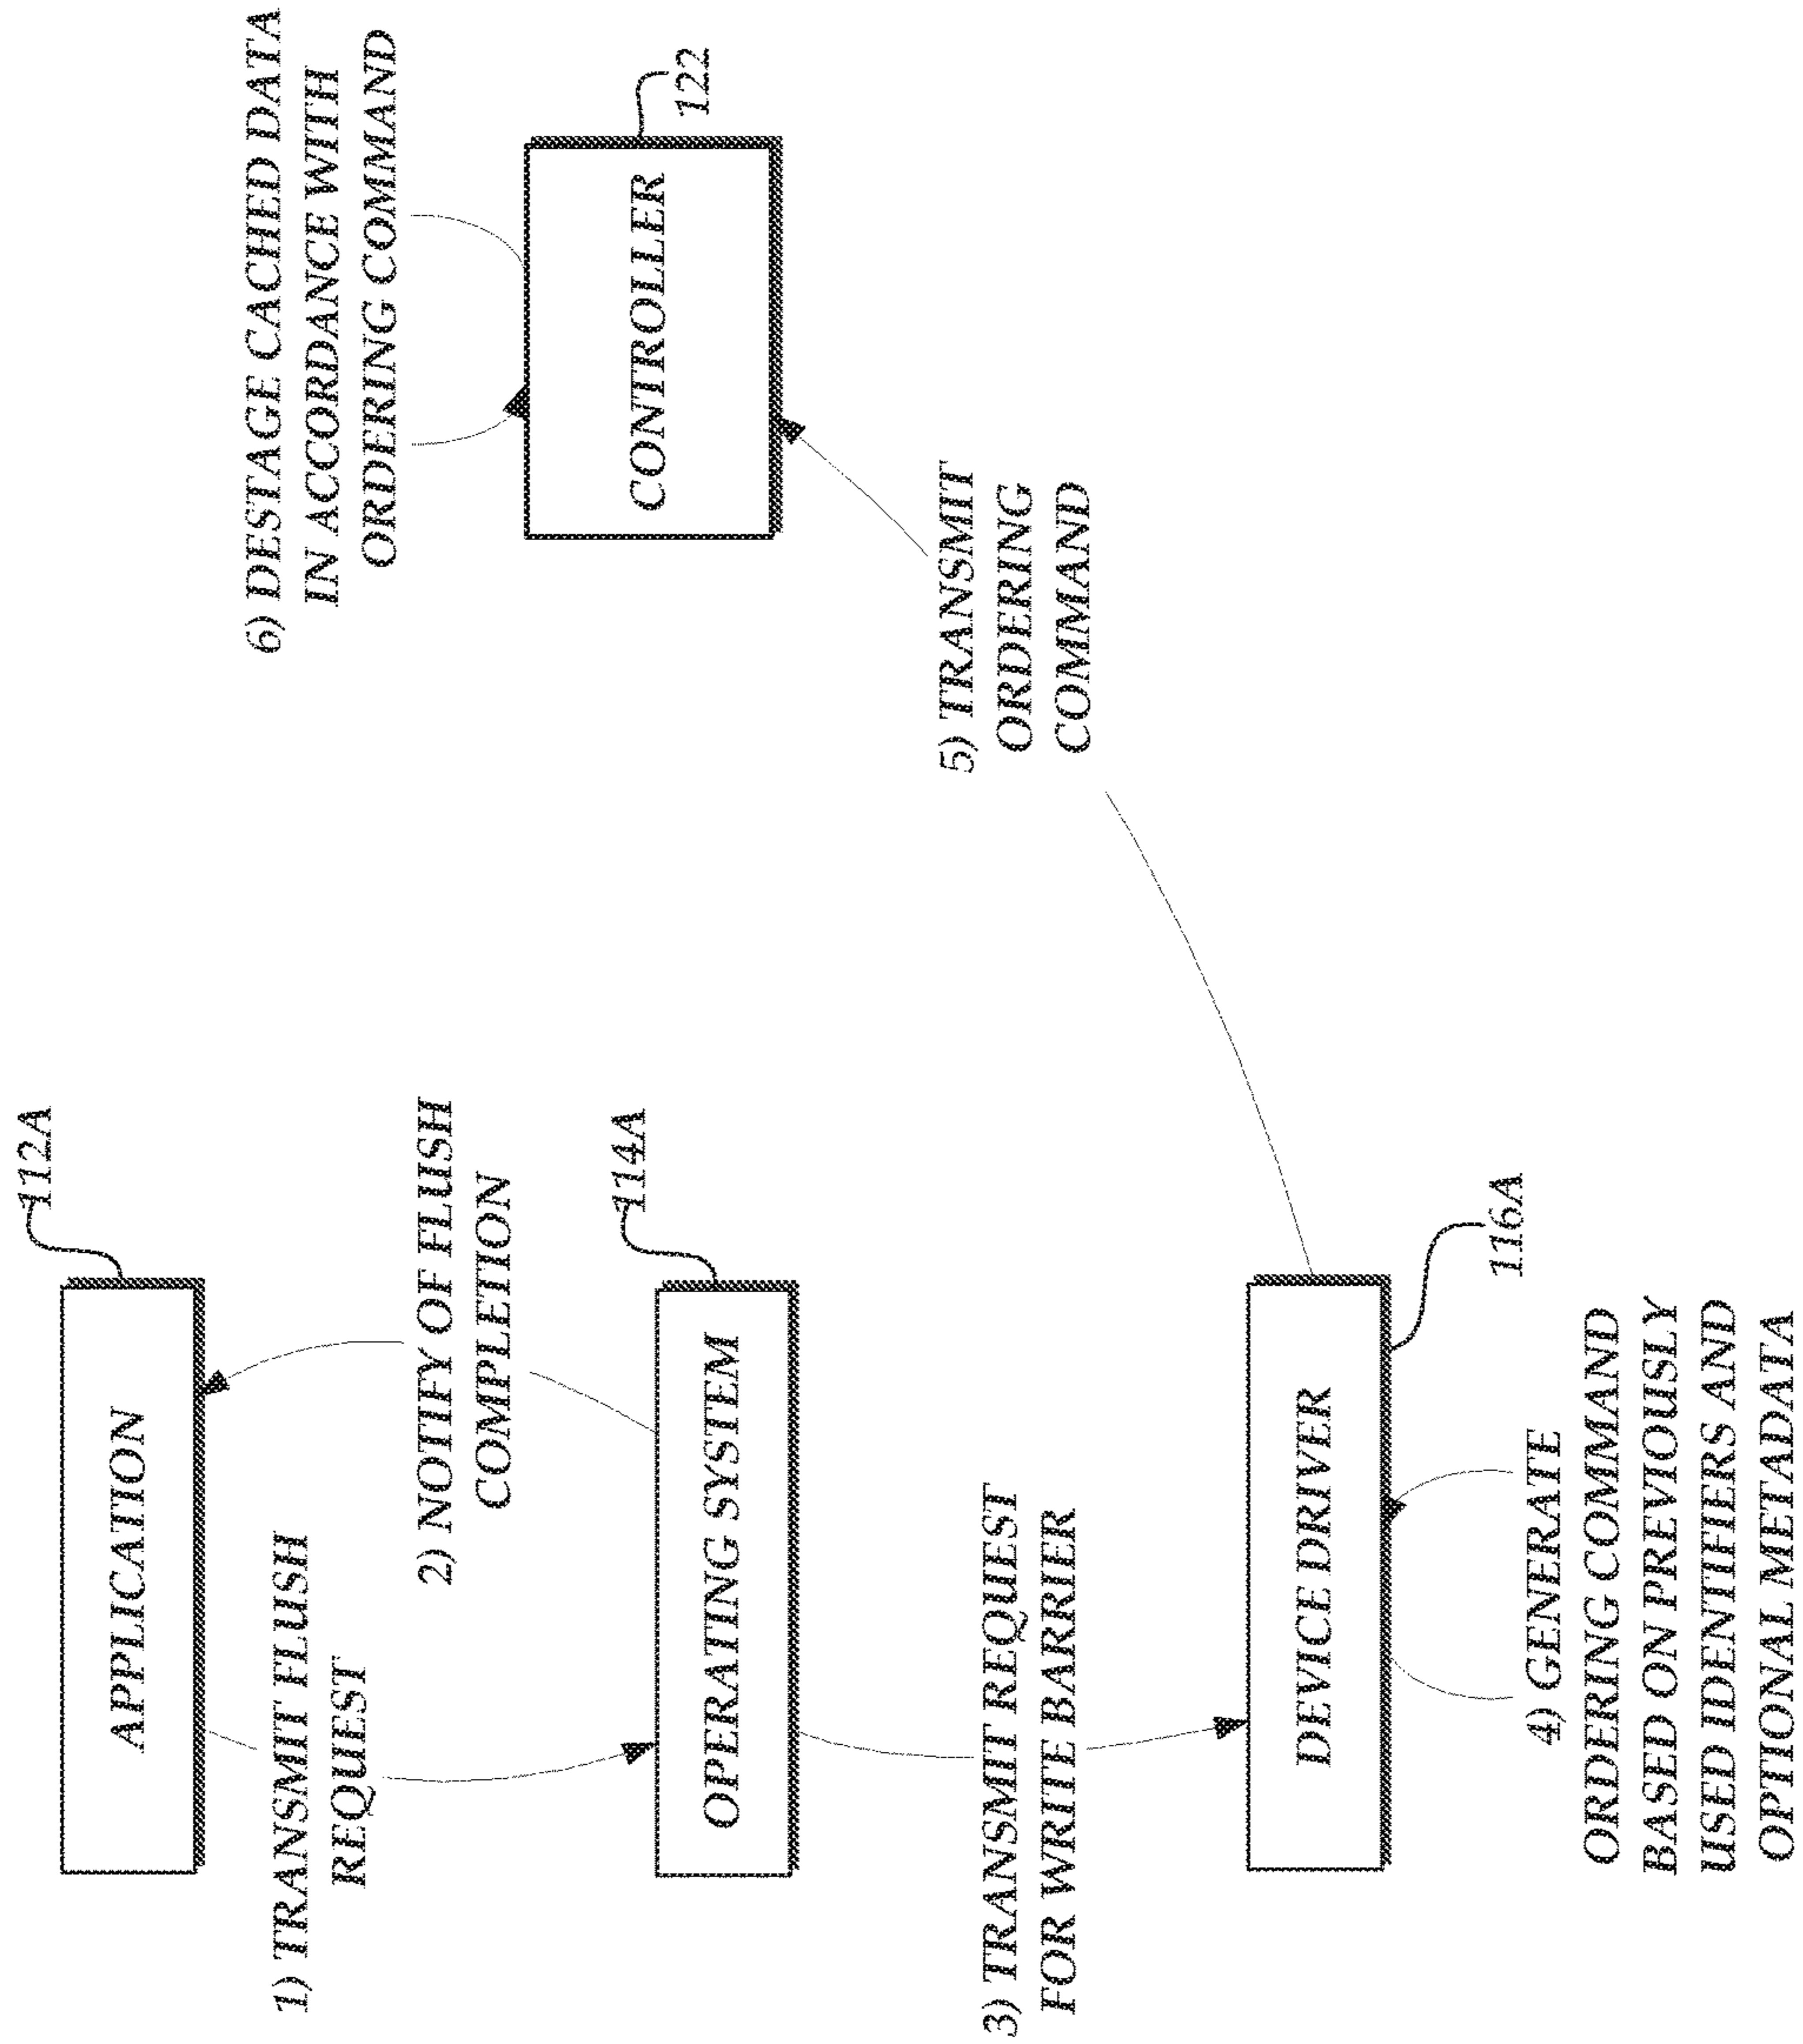 112A
APPLICATION
1) TRANSMIT FLUSH
REQUEST
2) NOTIFY OF FLUSH
COMPLETION
114A
OPERATING SYSTEM
3) TRANSMIT REQUEST
FOR WRITE BARRIER
DEVICE DRIVER
116A
4) GENERATE
ORDERING COMMAND
BASED ON PREVIOUSLY
USED IDENTIFIERS AND
OPTIONAL METADATA
5) TRANSMIT
ORDERING
COMMAND
6) DESTAGE CACHED DATA
IN ACCORDANCE WITH
ORDERING COMMAND
CONTROLLER
122